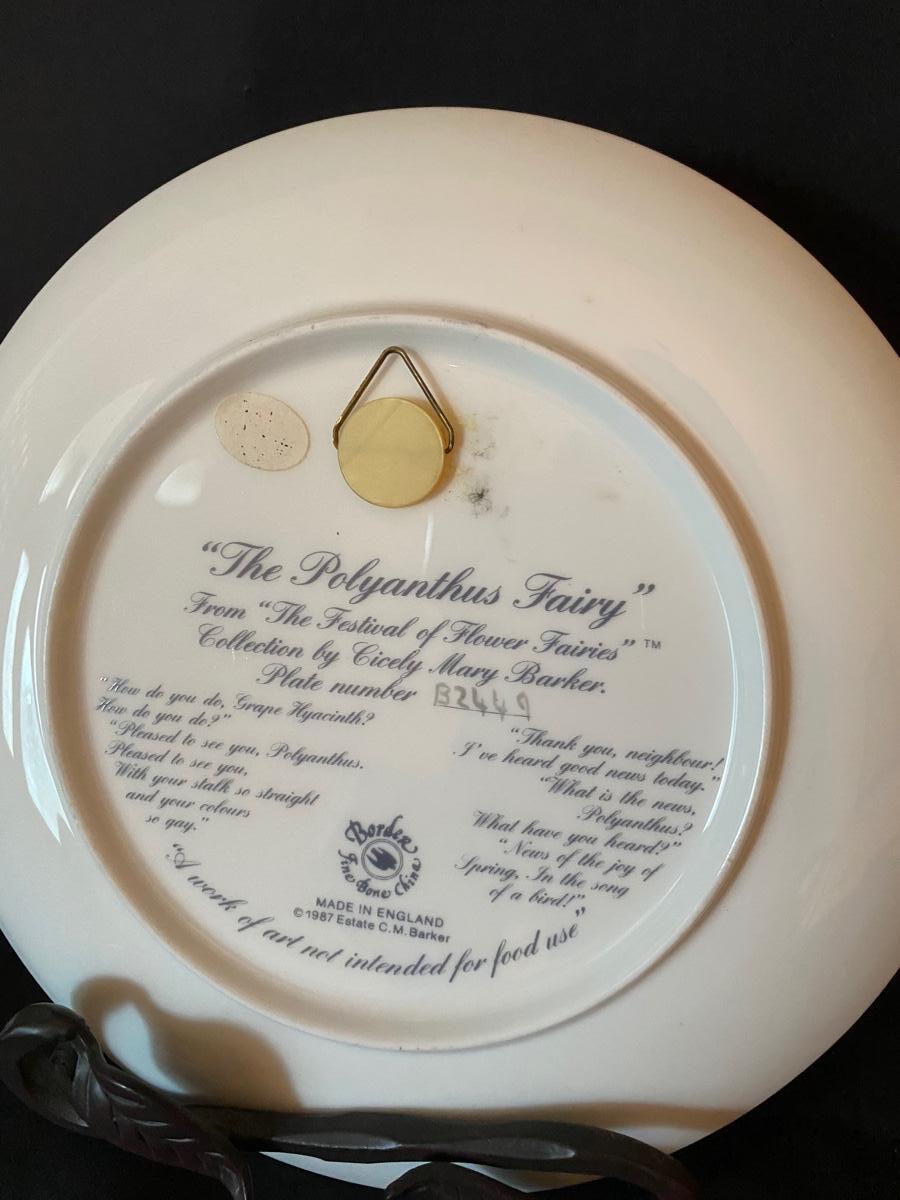 “The Polyanthus Fairy”
From “The Festival of Flower Fairies” ™
Collection by Cicely Mary Barker.
Plate number B2449
“How do you do, Grape Hyacinth?
How do you do?”
“Pleased to see you, Polyanthus.
Pleased to see you,
With your stalk so straight
and your colours
so gay.”
“Thank you, neighbour!
I’ve heard good news today.”
“What is the news,
Polyanthus?
What have you heard?”
“News of the joy of
Spring, In the song
of a bird!”
Border
Fine Bone China
MADE IN ENGLAND
©1987 Estate C.M.Barker
“A work of art not intended for food use”